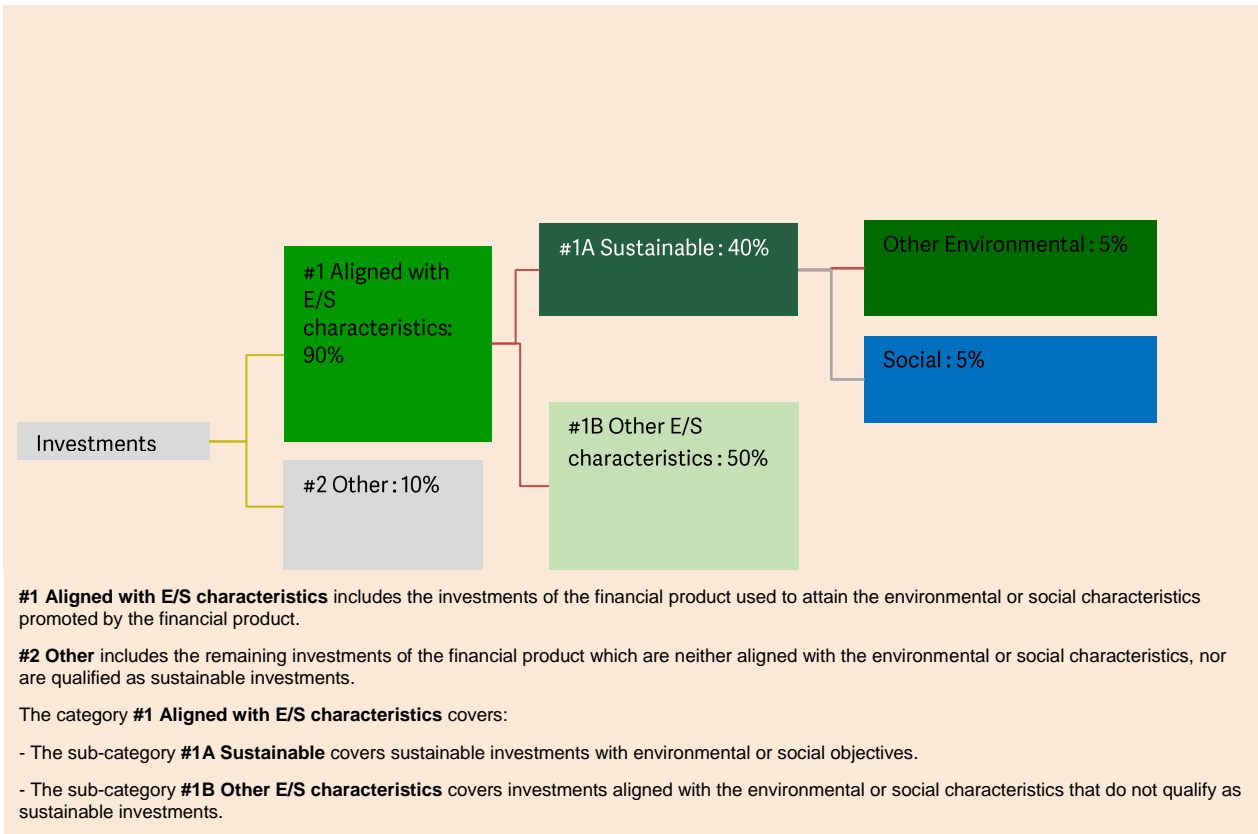 Investments
#1 Aligned with
E/S
characteristics:
90%
#2 Other : 10%
#1A Sustainable : 40%
#1B Other E/S
characteristics : 50%
Other Environmental : 5%
Social : 5%
#1 Aligned with E/S characteristics includes the investments of the financial product used to attain the environmental or social characteristics
promoted by the financial product.
#2 Other includes the remaining investments of the financial product which are neither aligned with the environmental or social characteristics, nor
are qualified as sustainable investments.
The category #1 Aligned with E/S characteristics covers:
- The sub-category #1A Sustainable covers sustainable investments with environmental or social objectives.
- The sub-category #1B Other E/S characteristics covers investments aligned with the environmental or social characteristics that do not qualify as
sustainable investments.